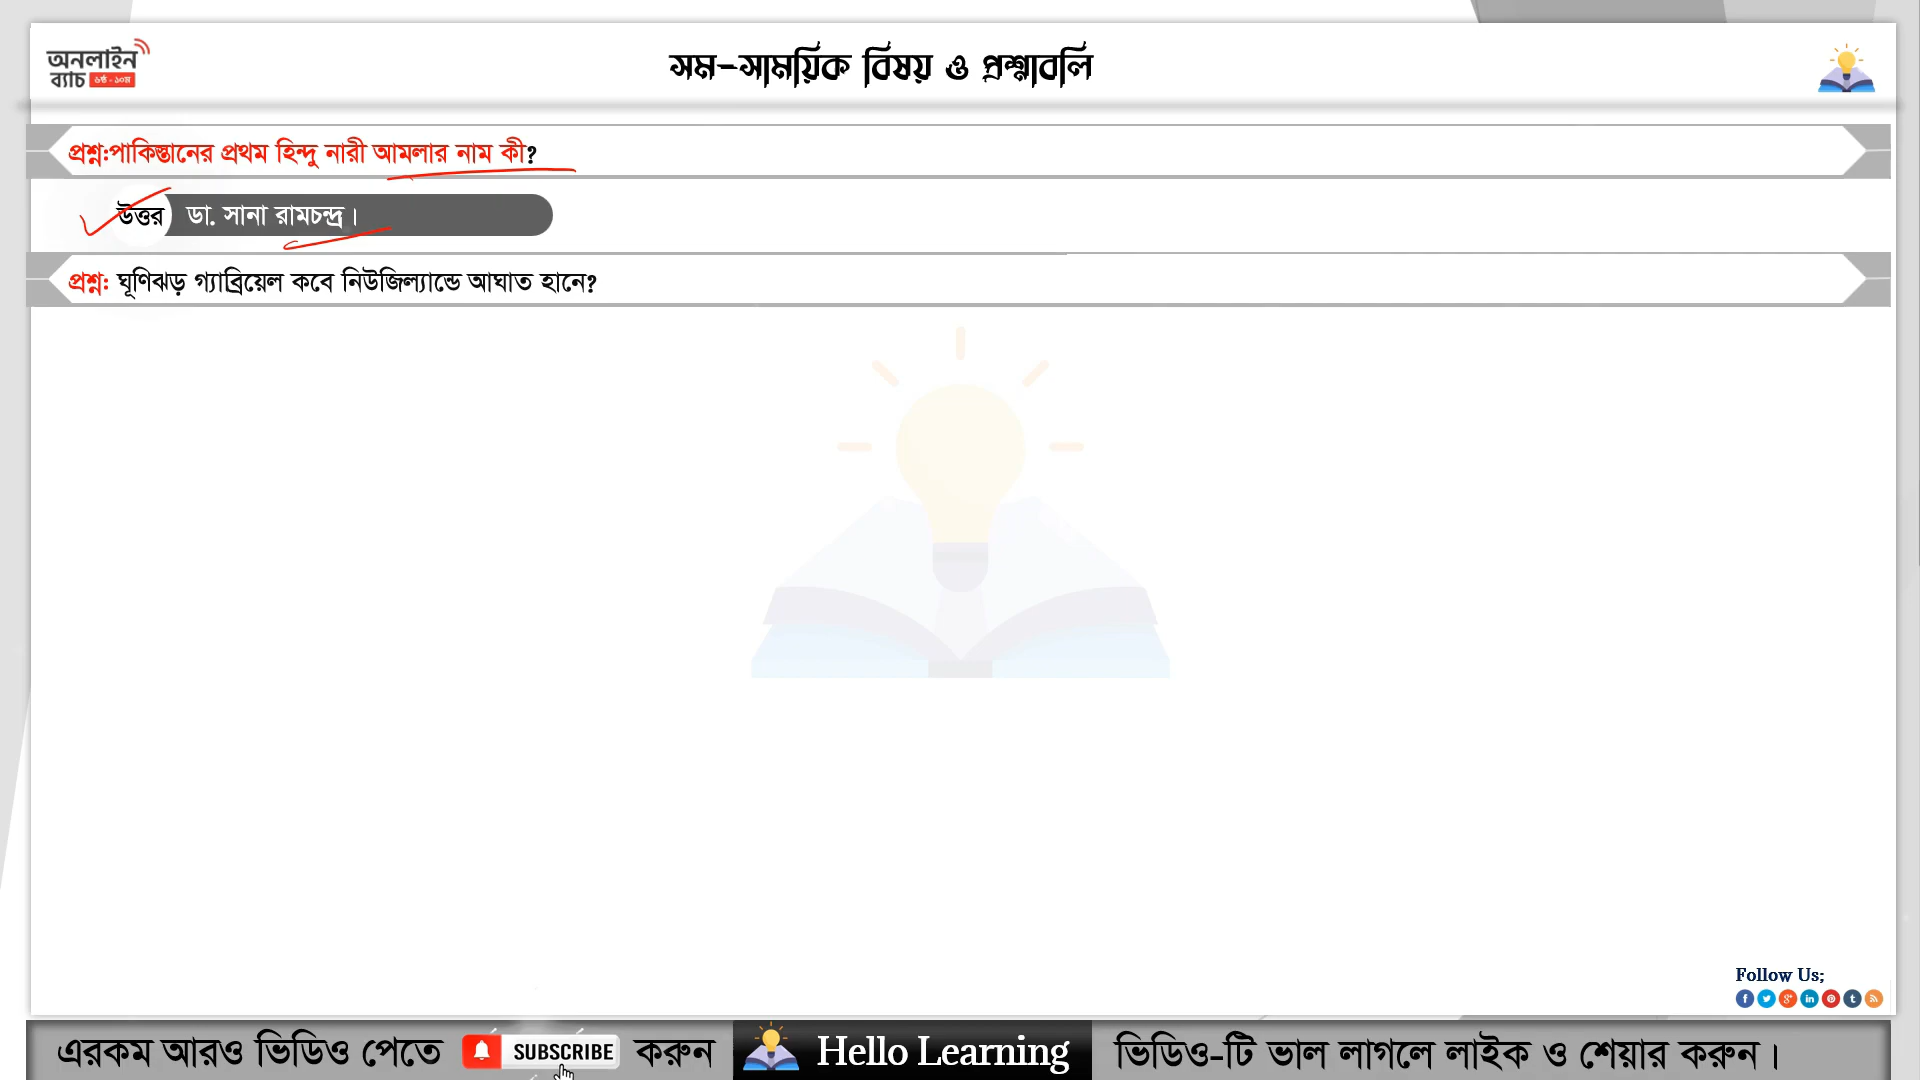 অনলাইন
ব্যাচ ৬ষ্ঠ - ১০ম
সম-সাময়িক বিষয় ও প্রশ্নাবলি
প্রশ্ন:পাকিস্তানের প্রথম হিন্দু নারী আমলার নাম কী?
উত্তর ডা. সানা রামচন্দ্র।
প্রশ্ন: ঘূণিঝড় গ্যাব্রিয়েল কবে নিউজিল্যান্ডে আঘাত হানে?
Follow Us;
এরকম আরও ভিডিও পেতে SUBSCRIBE করুন Hello Learning ভিডিও-টি ভাল লাগলে লাইক ও শেয়ার করুন।